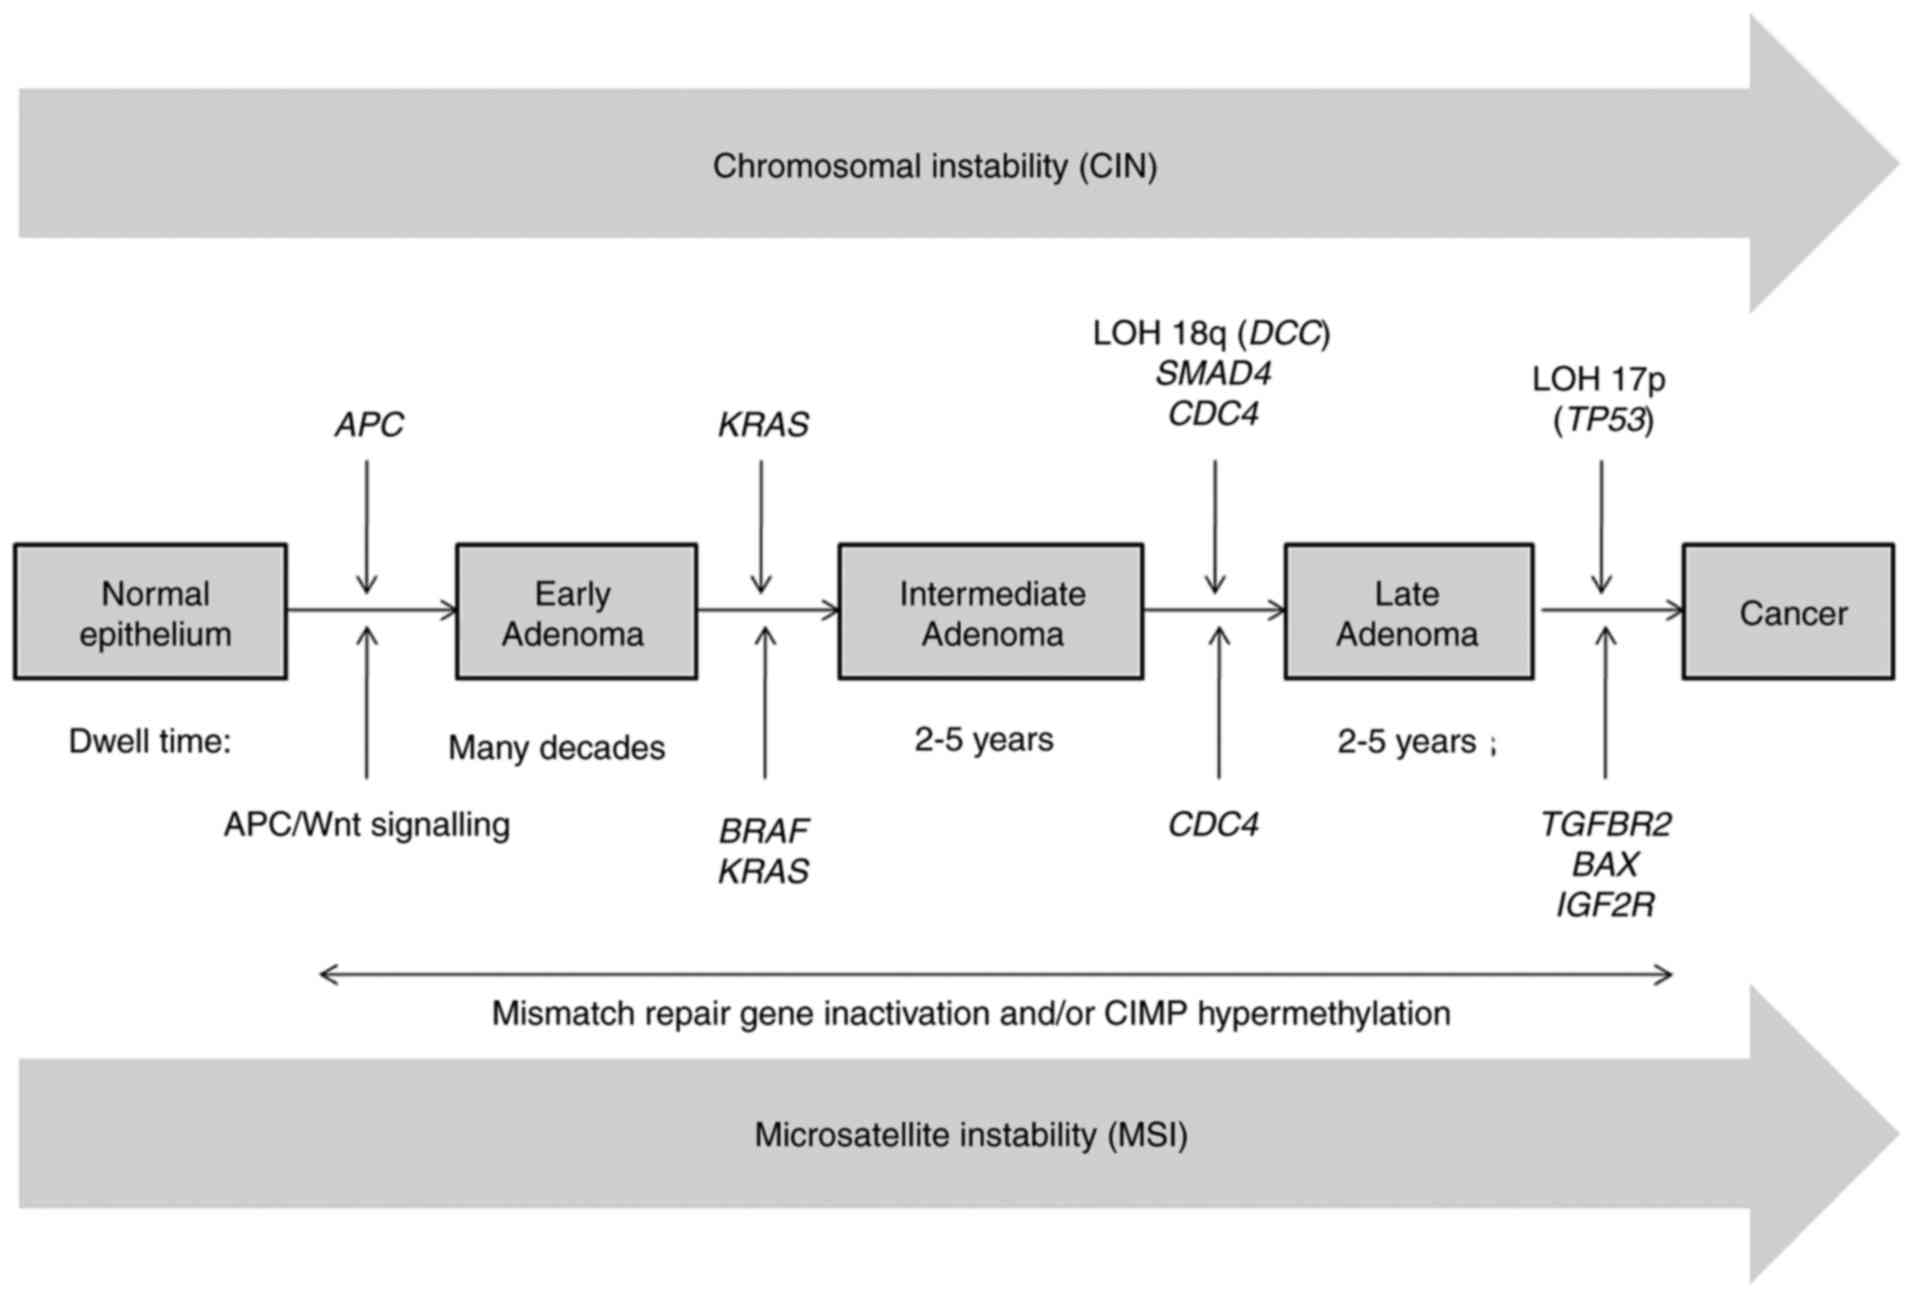 Chromosomal instability (CIN)
LOH 18q (DCC)
SMAD4
CDC4
LOH 17p
(TP53)
APC
KRAS
Normal
epithelium
Early
Adenoma
Intermediate
Adenoma
Late
Adenoma
Cancer
Dwell time:
Many decades
2-5 years
2-5 years ;
APC/Wnt signalling
BRAF
KRAS
CDC4
TGFBR2
BAX
IGF2R
Mismatch repair gene inactivation and/or CIMP hypermethylation
Microsatellite instability (MSI)